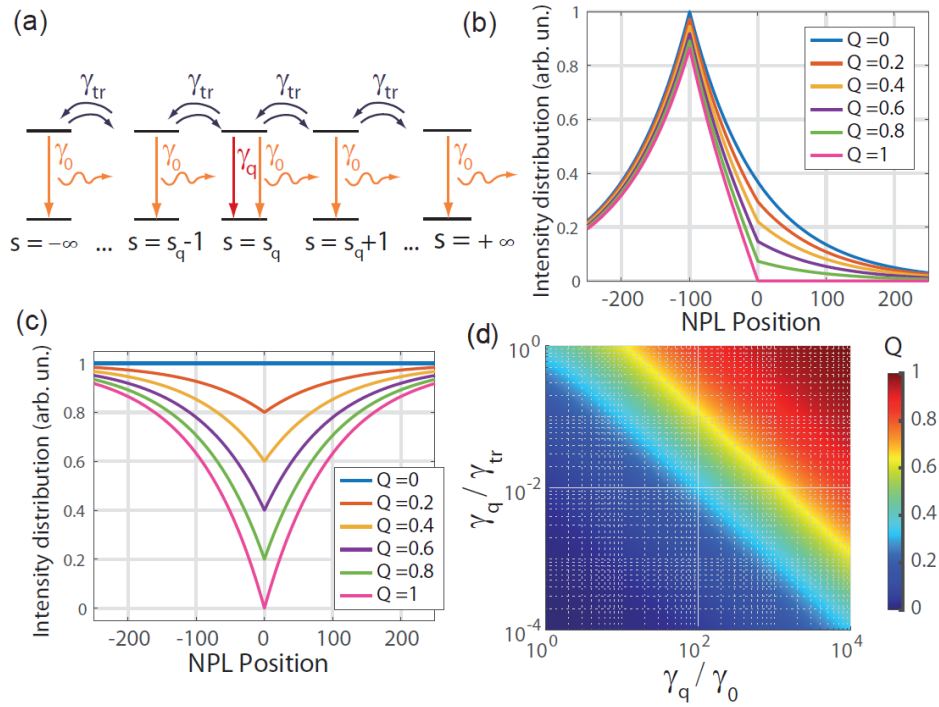 (a)
γtr γtr γtr γtr
γ0 γ0 γq γ0 γ0 γ0
s = -∞ ... s = sq-1 s = sq s = sq+1 ... s = + ∞
(b)
Intensity distribution (arb. un.)
1
0.8
0.6
0.4
0.2
0
-200 -100 0 100 200
NPL Position
Q =0
Q =0.2
Q =0.4
Q =0.6
Q =0.8
Q =1
(c)
Intensity distribution (arb. un.)
1
0.8
0.6
0.4
0.2
0
-200 -100 0 100 200
NPL Position
Q =0
Q =0.2
Q =0.4
Q =0.6
Q =0.8
Q =1
(d)
γq / γtr
10^0
10^-2
10^-4
10^0 10^2 10^4
γq / γ0
Q
1
0.8
0.6
0.4
0.2
0